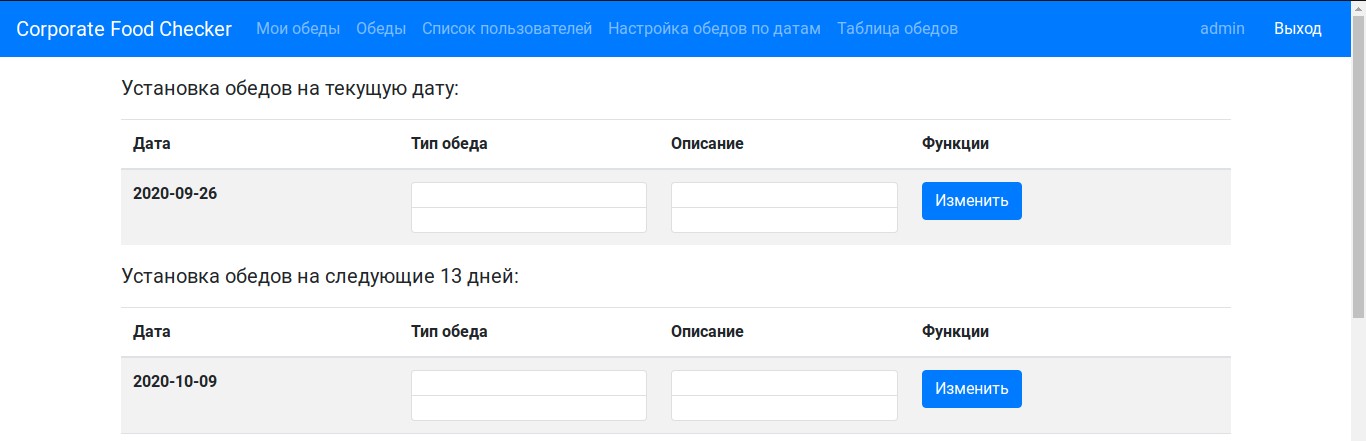 Corporate Food Checker Мои обеды Обеды Список пользователей Настройка обедов по датам Таблица обедов admin Выход
Установка обедов на текущую дату:
Дата Тип обеда Описание Функции
2020-09-26 Изменить
Установка обедов на следующие 13 дней:
Дата Тип обеда Описание Функции
2020-10-09 Изменить